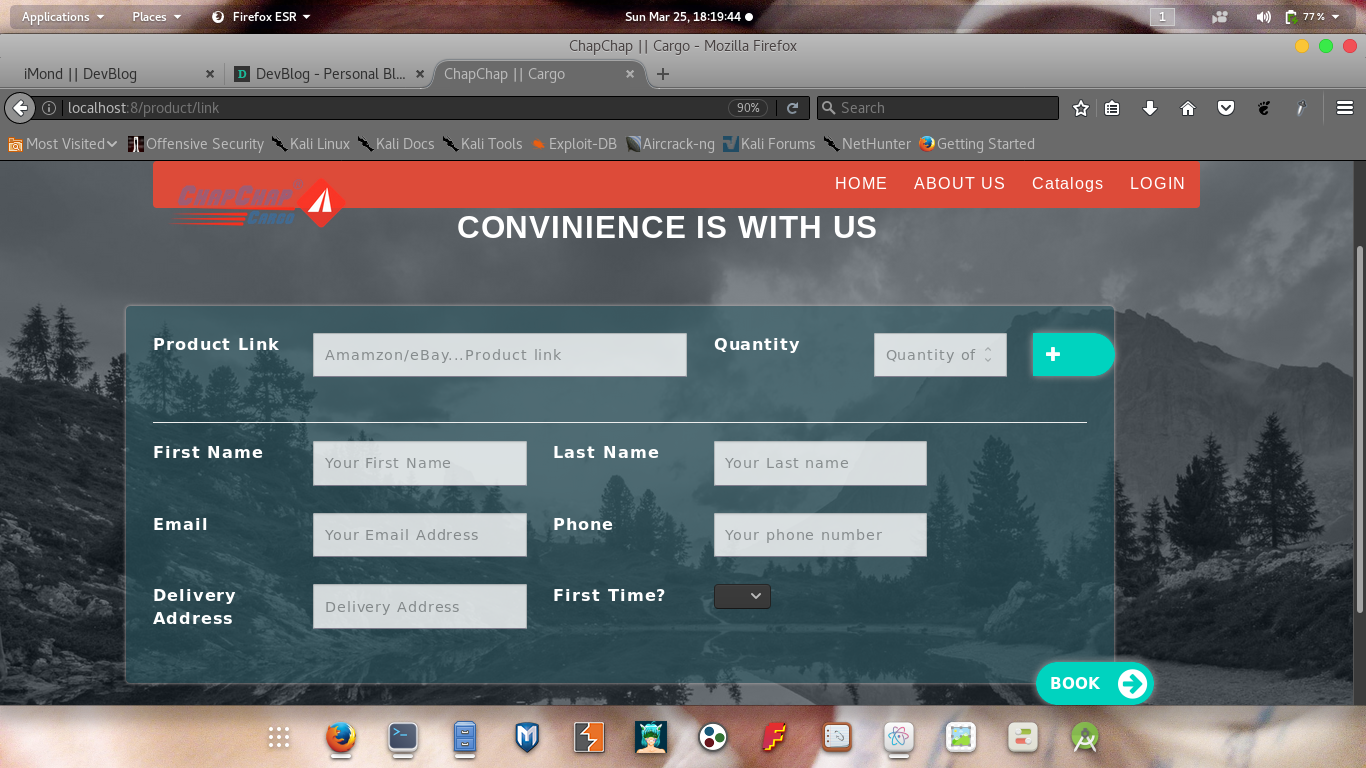 Applications Places Firefox ESR Sun Mar 25, 18:19:44 1 77 %
ChapChap || Cargo - Mozilla Firefox
iMond || DevBlog DevBlog - Personal Bl... ChapChap || Cargo
localhost:8/product/link 90% Search
Most Visited Offensive Security Kali Linux Kali Docs Kali Tools Exploit-DB Aircrack-ng Kali Forums NetHunter Getting Started
HOME ABOUT US Catalogs LOGIN
CHAPCHAP®
CARGO
CONVINIENCE IS WITH US
Product Link Amamzon/eBay...Product link Quantity Quantity of
First Name Your First Name Last Name Your Last name
Email Your Email Address Phone Your phone number
Delivery Address Delivery Address First Time?
BOOK